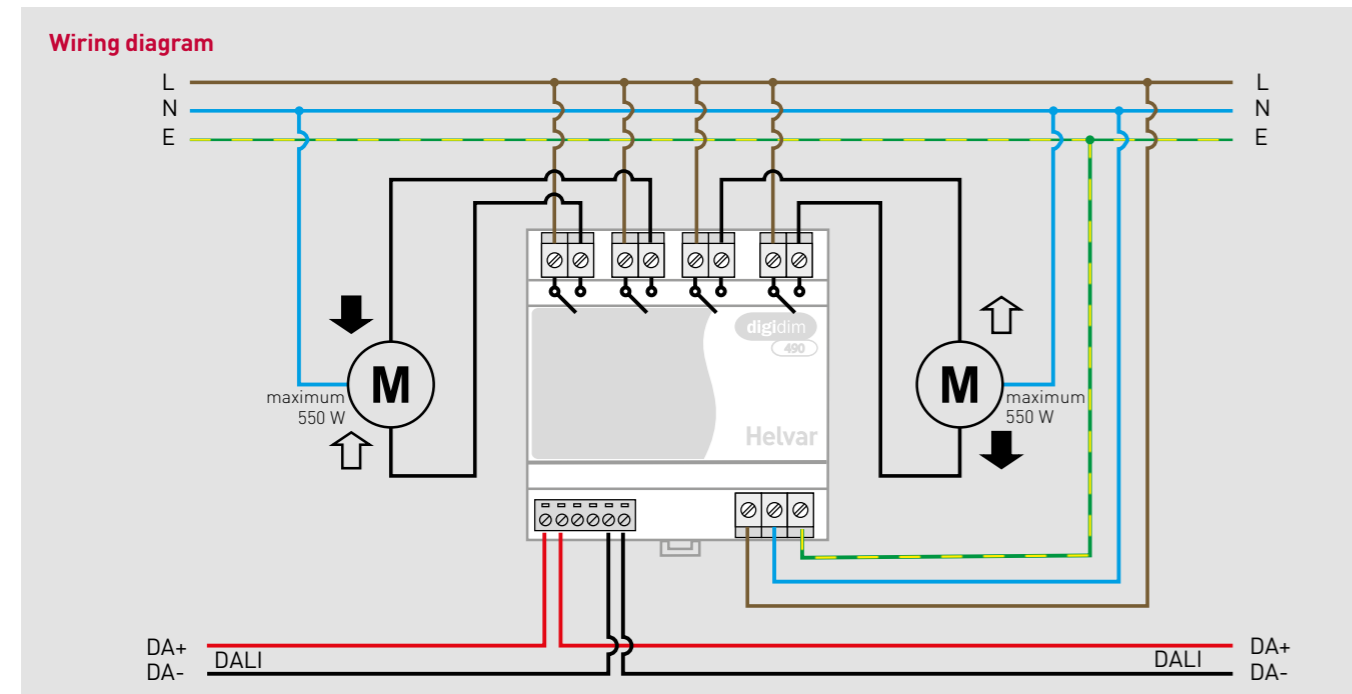 Wiring diagram
L L
N N
E E
digidim
490
M M
maximum
550 W
maximum
550 W
Helvar
DA+ DA+
DALI DALI
DA- DA-